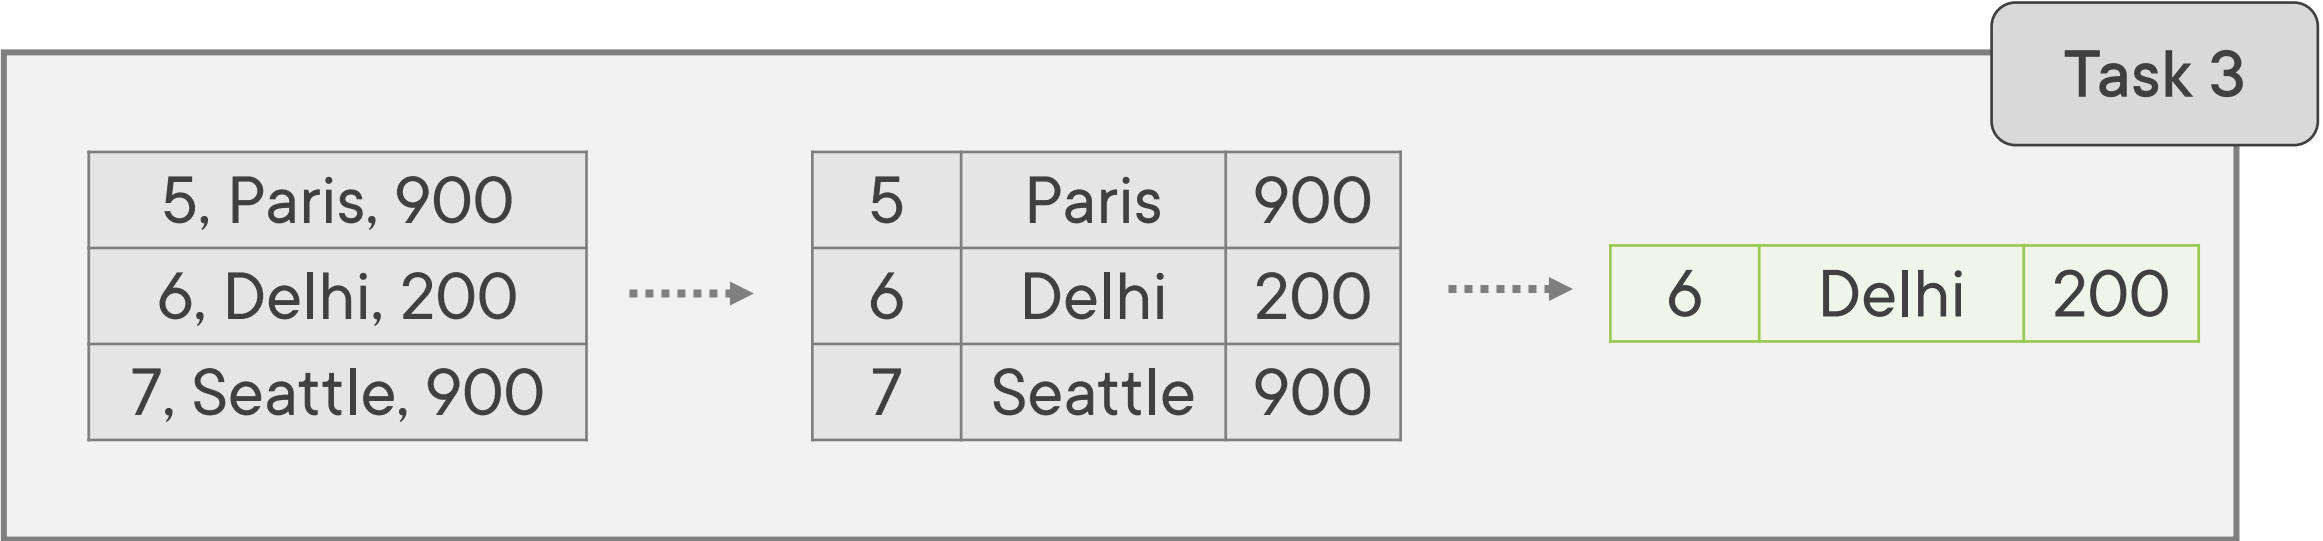 Task 3
5, Paris, 900
6, Delhi, 200
7, Seattle, 900
5 Paris 900
6 Delhi 200
7 Seattle 900
6 Delhi 200